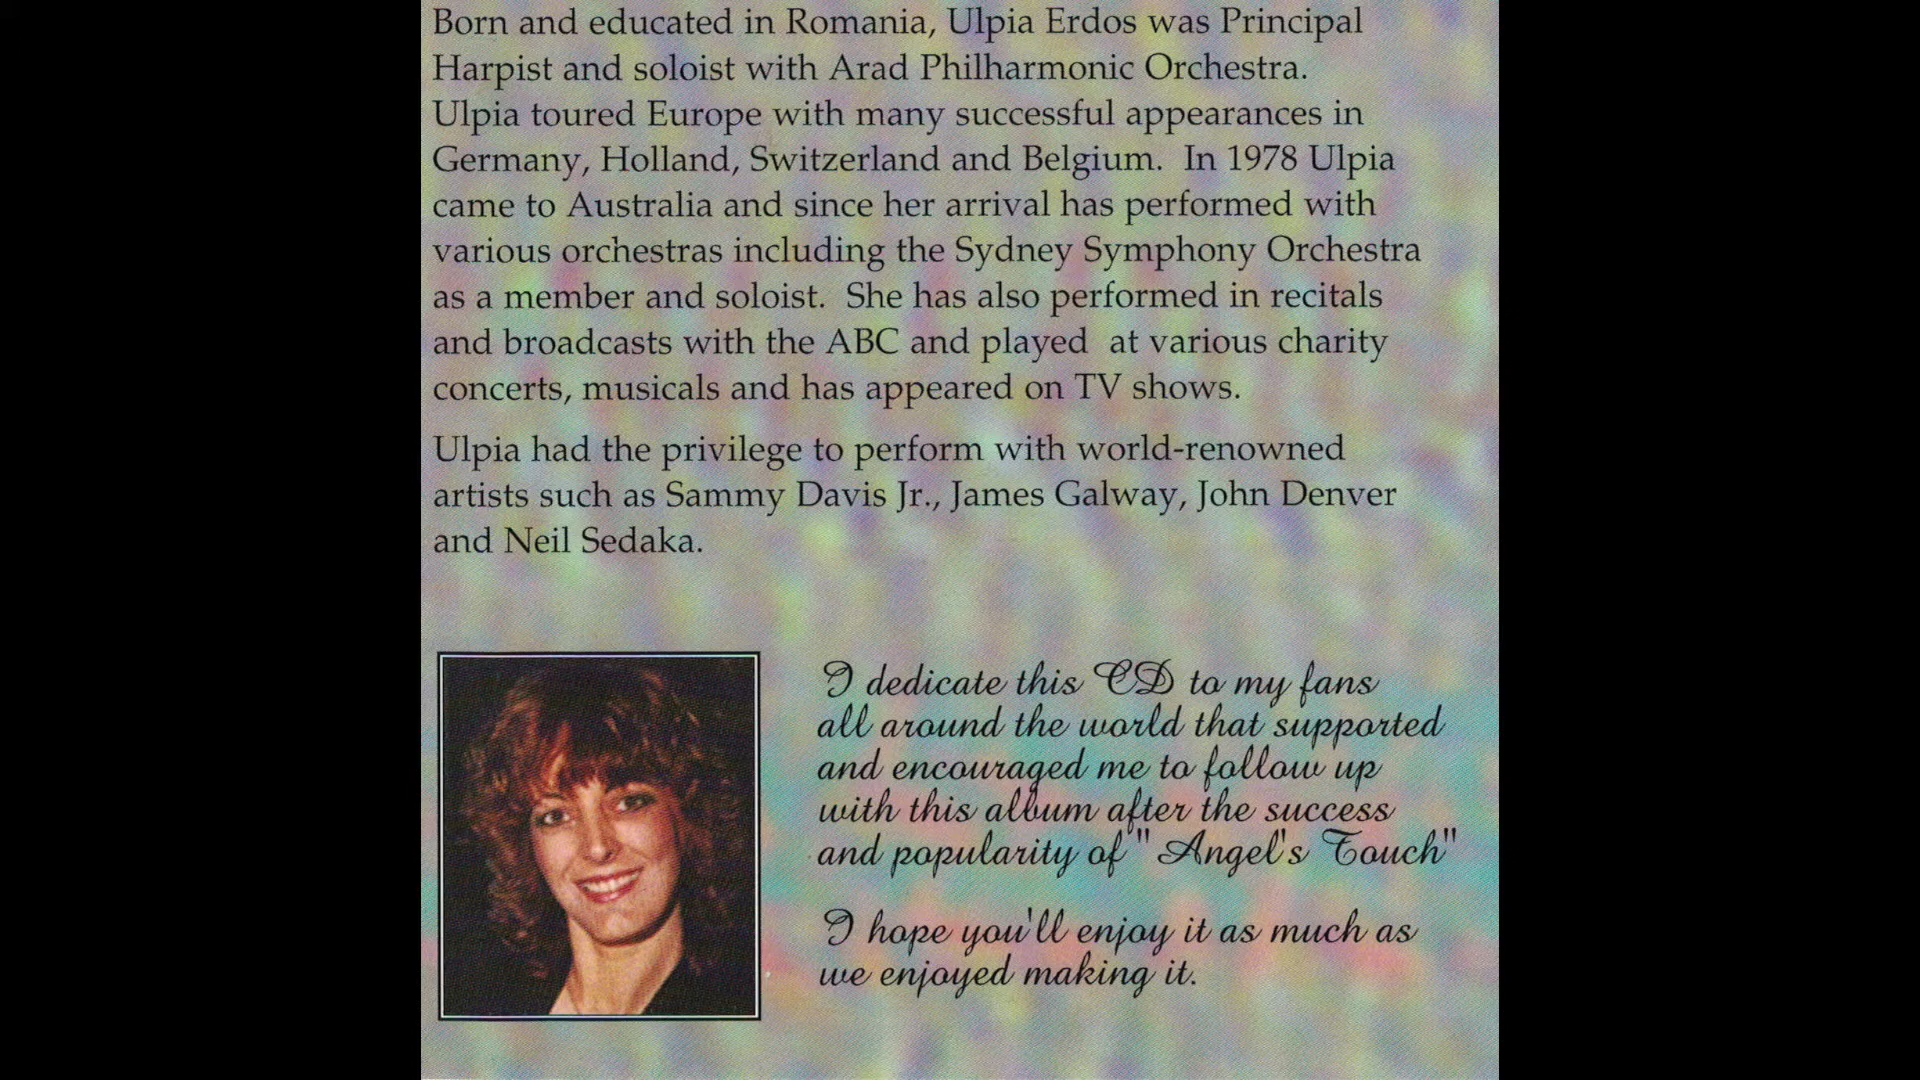 Born and educated in Romania, Ulpia Erdos was Principal
Harpist and soloist with Arad Philharmonic Orchestra.
Ulpia toured Europe with many successful appearances in
Germany, Holland, Switzerland and Belgium. In 1978 Ulpia
came to Australia and since her arrival has performed with
various orchestras including the Sydney Symphony Orchestra
as a member and soloist. She has also performed in recitals
and broadcasts with the ABC and played at various charity
concerts, musicals and has appeared on TV shows.
Ulpia had the privilege to perform with world-renowned
artists such as Sammy Davis Jr., James Galway, John Denver
and Neil Sedaka.
I dedicate this CD to my fans
all around the world that supported
and encouraged me to follow up
with this album after the success
and popularity of "Angel's Touch"
I hope you'll enjoy it as much as
we enjoyed making it.